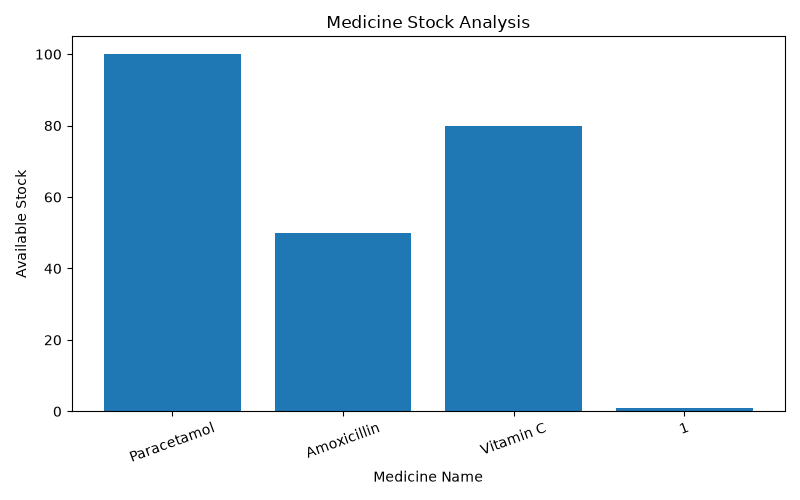 Medicine Stock Analysis
Available Stock
100
80
60
40
20
0
Paracetamol
Amoxicillin
Vitamin C
1
Medicine Name